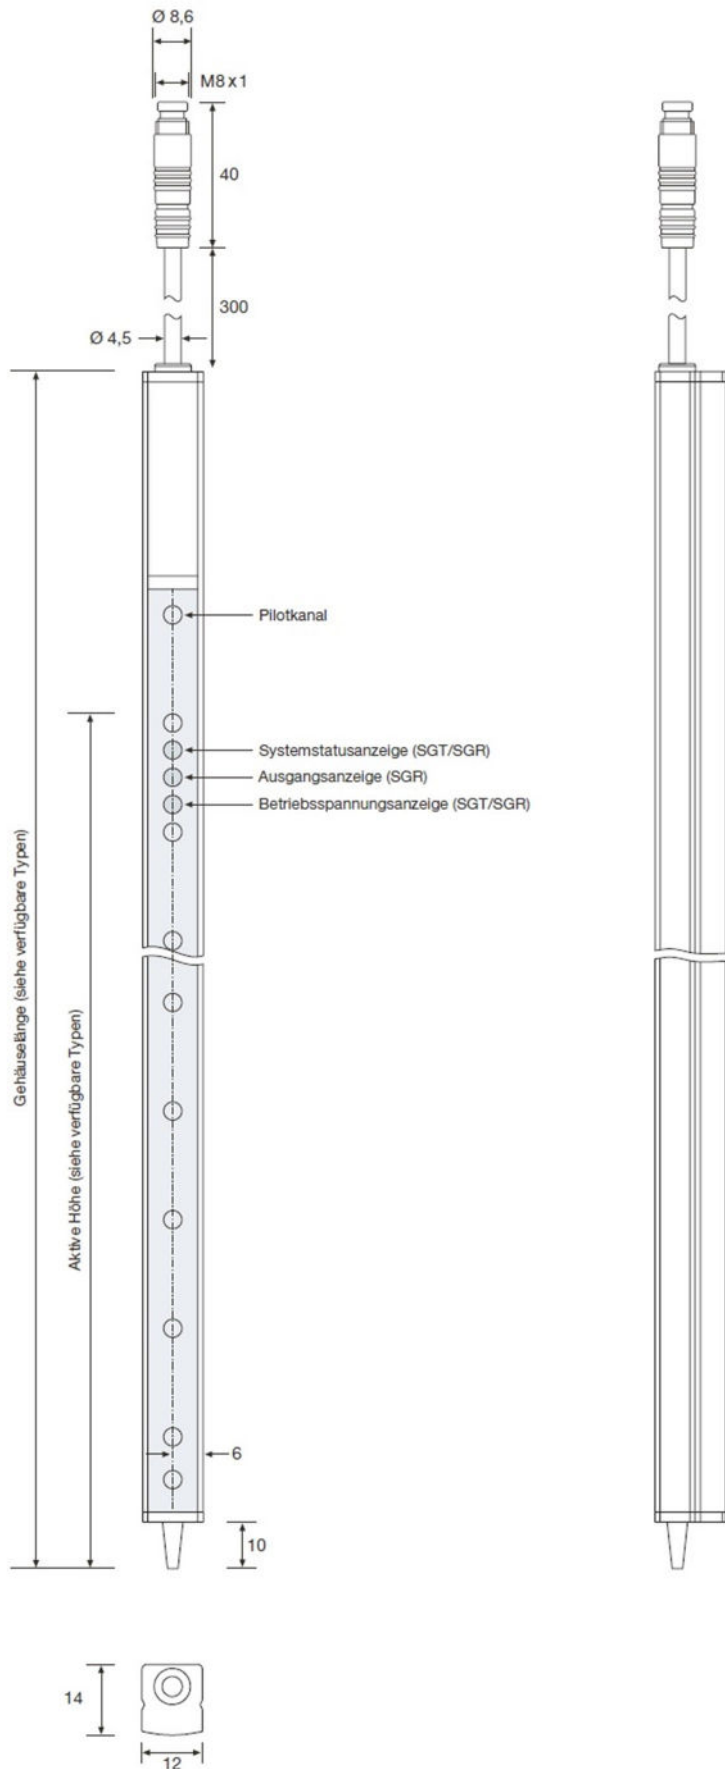 Ø 8,6
M8 x 1
40
300
Ø 4,5
Pilotkanal
Systemstatusanzeige (SGT/SGR)
Ausgangsanzeige (SGR)
Betriebsspannungsanzeige (SGT/SGR)
Gehäuselänge (siehe verfügbare Typen)
Aktive Höhe (siehe verfügbare Typen)
6
10
14
12